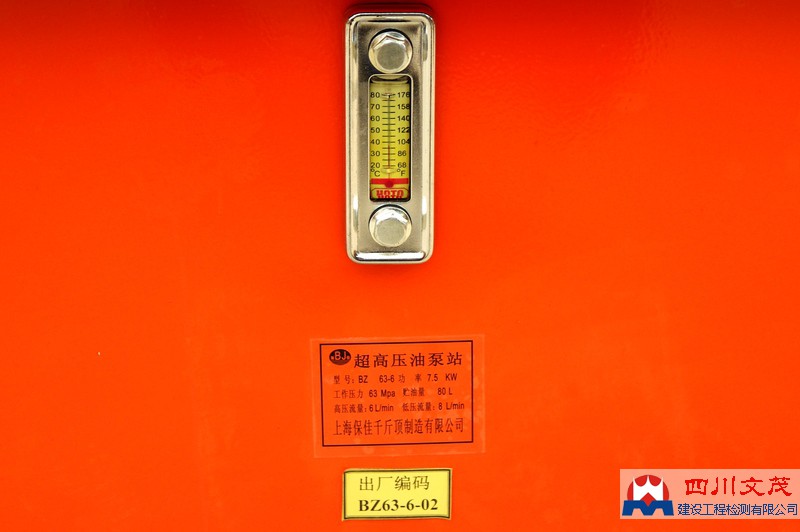 80 176
70 158
60 140
50 122
40 104
30 86
20 68
°C °F
BJ 超高压油泵站
型号：BZ 63-6 功 率 7.5 KW
工作压力 63 Mpa 贮油量 80 L
高压流量：6 L/min 低压流量：8 L/min
上海保佳千斤顶制造有限公司
出厂编码
BZ63-6-02
四川文茂
建设工程检测有限公司